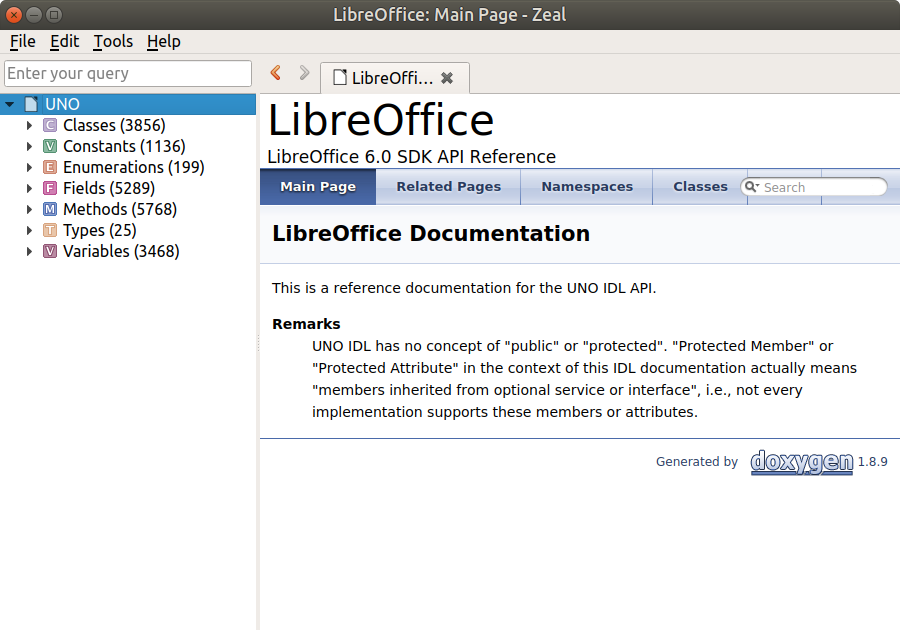 LibreOffice: Main Page - Zeal
File Edit Tools Help
Enter your query
LibreOffi...
UNO
C Classes (3856)
V Constants (1136)
E Enumerations (199)
F Fields (5289)
M Methods (5768)
T Types (25)
V Variables (3468)
LibreOffice
LibreOffice 6.0 SDK API Reference
Main Page Related Pages Namespaces Classes Search
LibreOffice Documentation
This is a reference documentation for the UNO IDL API.
Remarks
UNO IDL has no concept of "public" or "protected". "Protected Member" or
"Protected Attribute" in the context of this IDL documentation actually means
"members inherited from optional service or interface", i.e., not every
implementation supports these members or attributes.
Generated by doxygen 1.8.9